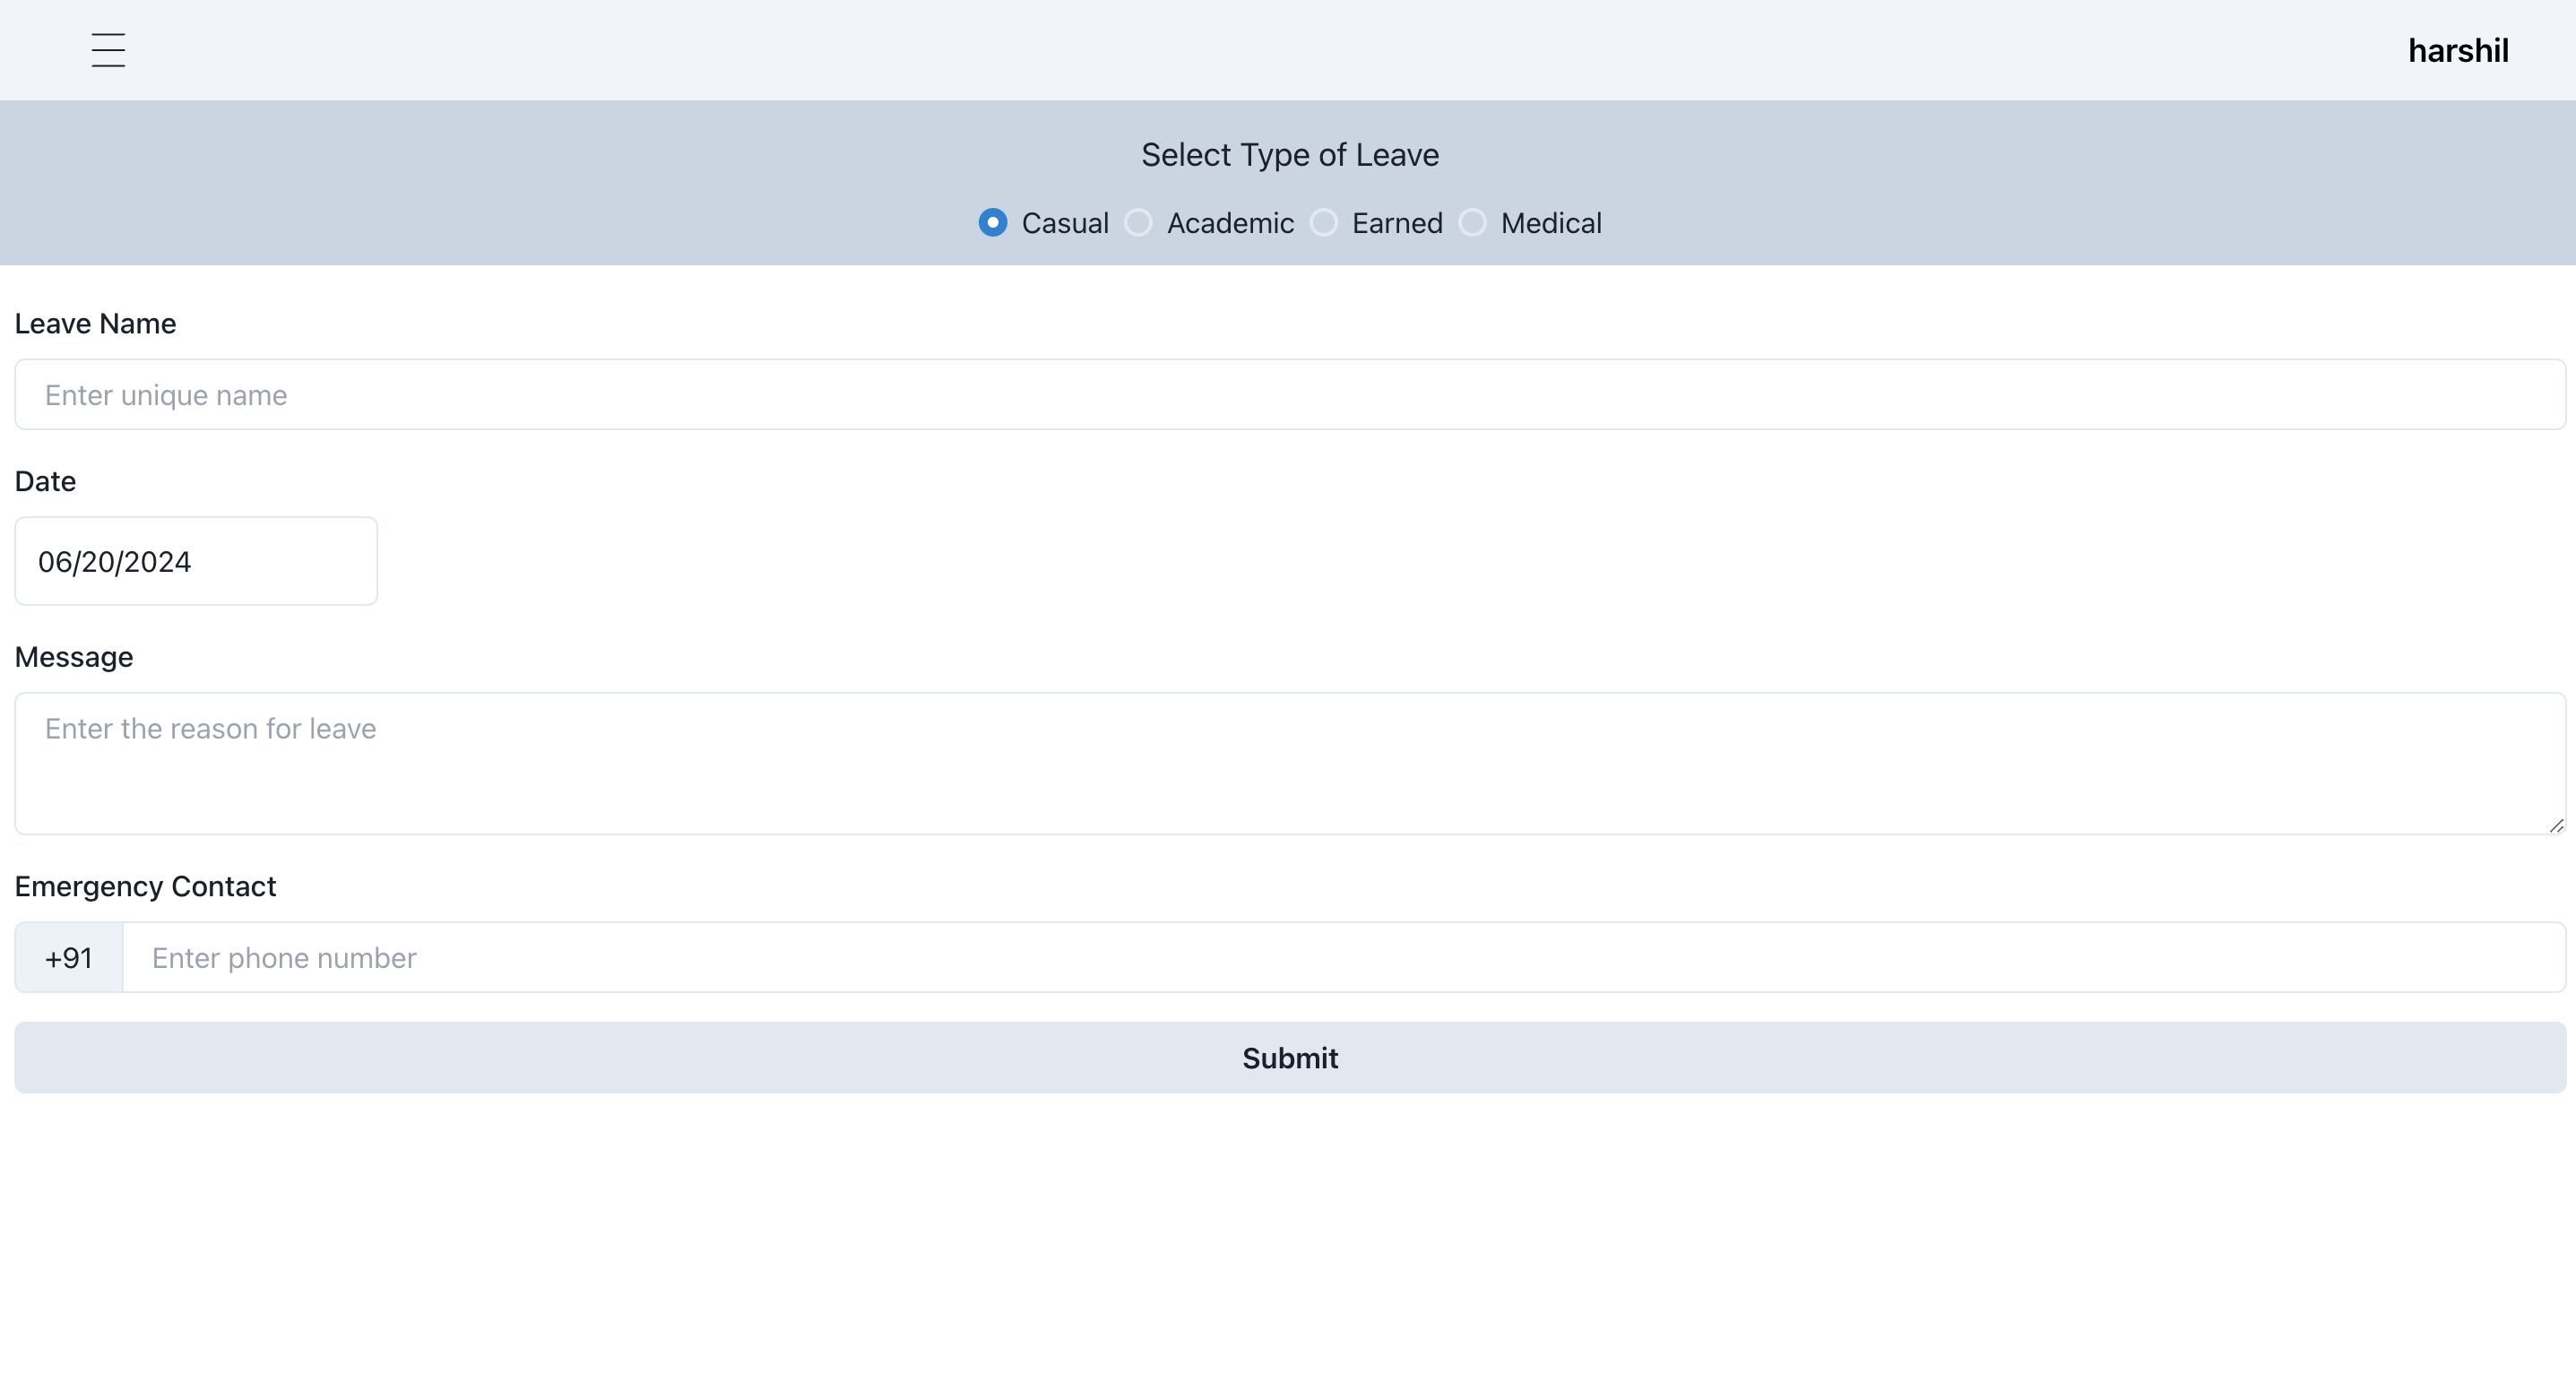 harshil
Select Type of Leave
Casual Academic Earned Medical
Leave Name
Enter unique name
Date
06/20/2024
Message
Enter the reason for leave
Emergency Contact
+91 Enter phone number
Submit